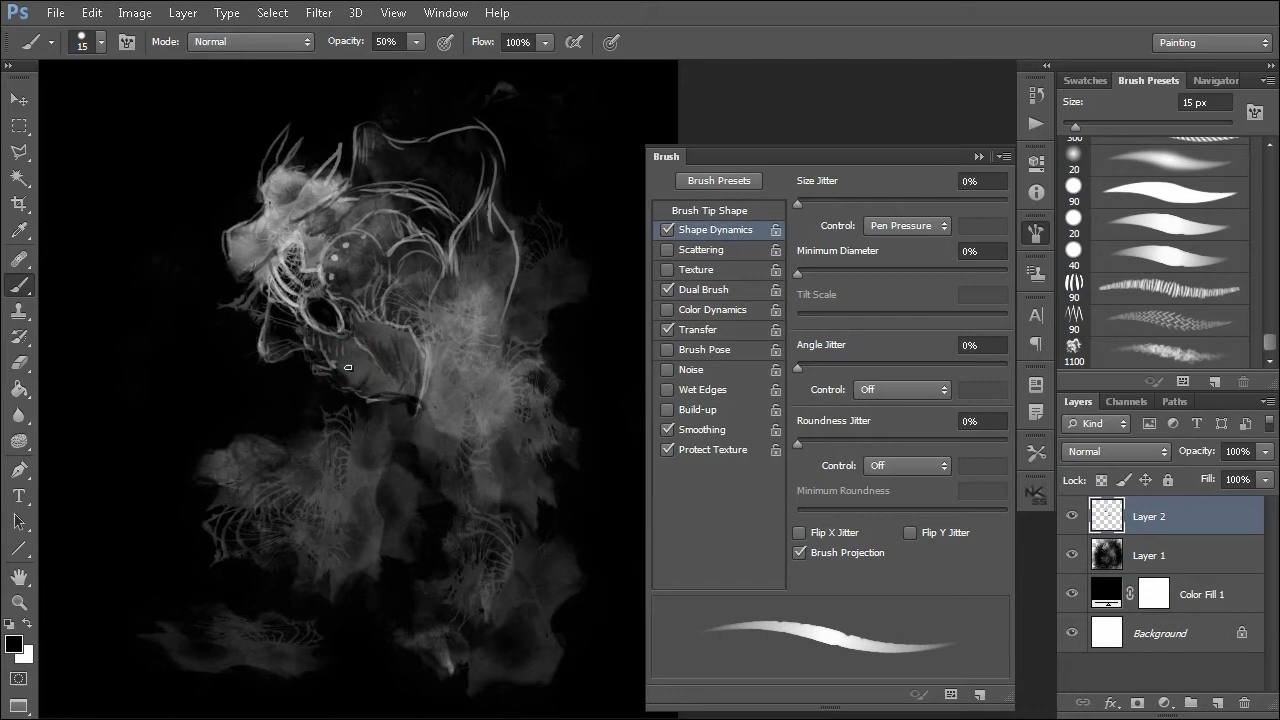 Ps File Edit Image Layer Type Select Filter 3D View Window Help
15 Mode: Normal Opacity: 50% Flow: 100% Painting
Swatches Brush Presets Navigator
Size: 15 px
300
20
90
20
40
90
90
1100
Brush
Brush Presets
Brush Tip Shape
Shape Dynamics
Scattering
Texture
Dual Brush
Color Dynamics
Transfer
Brush Pose
Noise
Wet Edges
Build-up
Smoothing
Protect Texture
Size Jitter 0%
Control: Pen Pressure
Minimum Diameter 0%
Tilt Scale
Angle Jitter 0%
Control: Off
Roundness Jitter 0%
Control: Off
Minimum Roundness
Flip X Jitter Flip Y Jitter
Brush Projection
Layers Channels Paths
Kind
Normal Opacity: 100%
Lock: Fill: 100%
Layer 2
Layer 1
Color Fill 1
Background